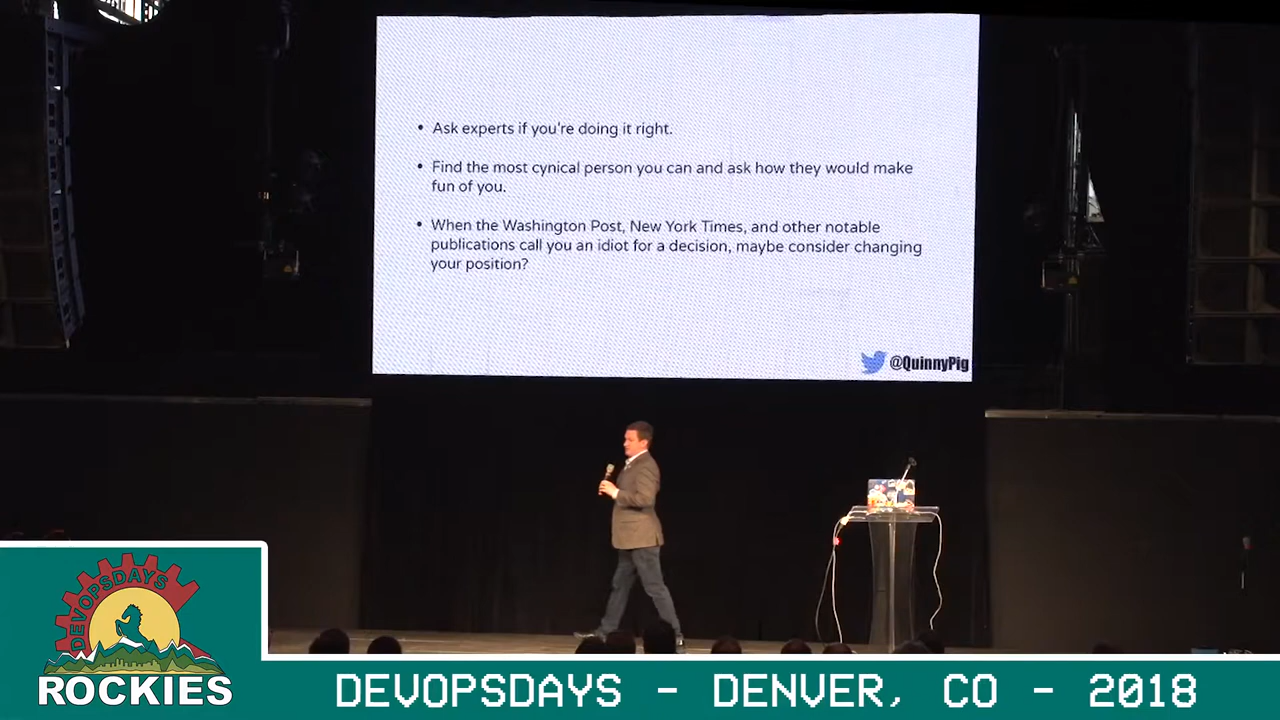 • Ask experts if you're doing it right.
• Find the most cynical person you can and ask how they would make
fun of you.
• When the Washington Post, New York Times, and other notable
publications call you an idiot for a decision, maybe consider changing
your position?
@QuinnyPig
DEVOPSDAYS
ROCKIES
DEVOPSDAYS - DENVER, CO - 2018